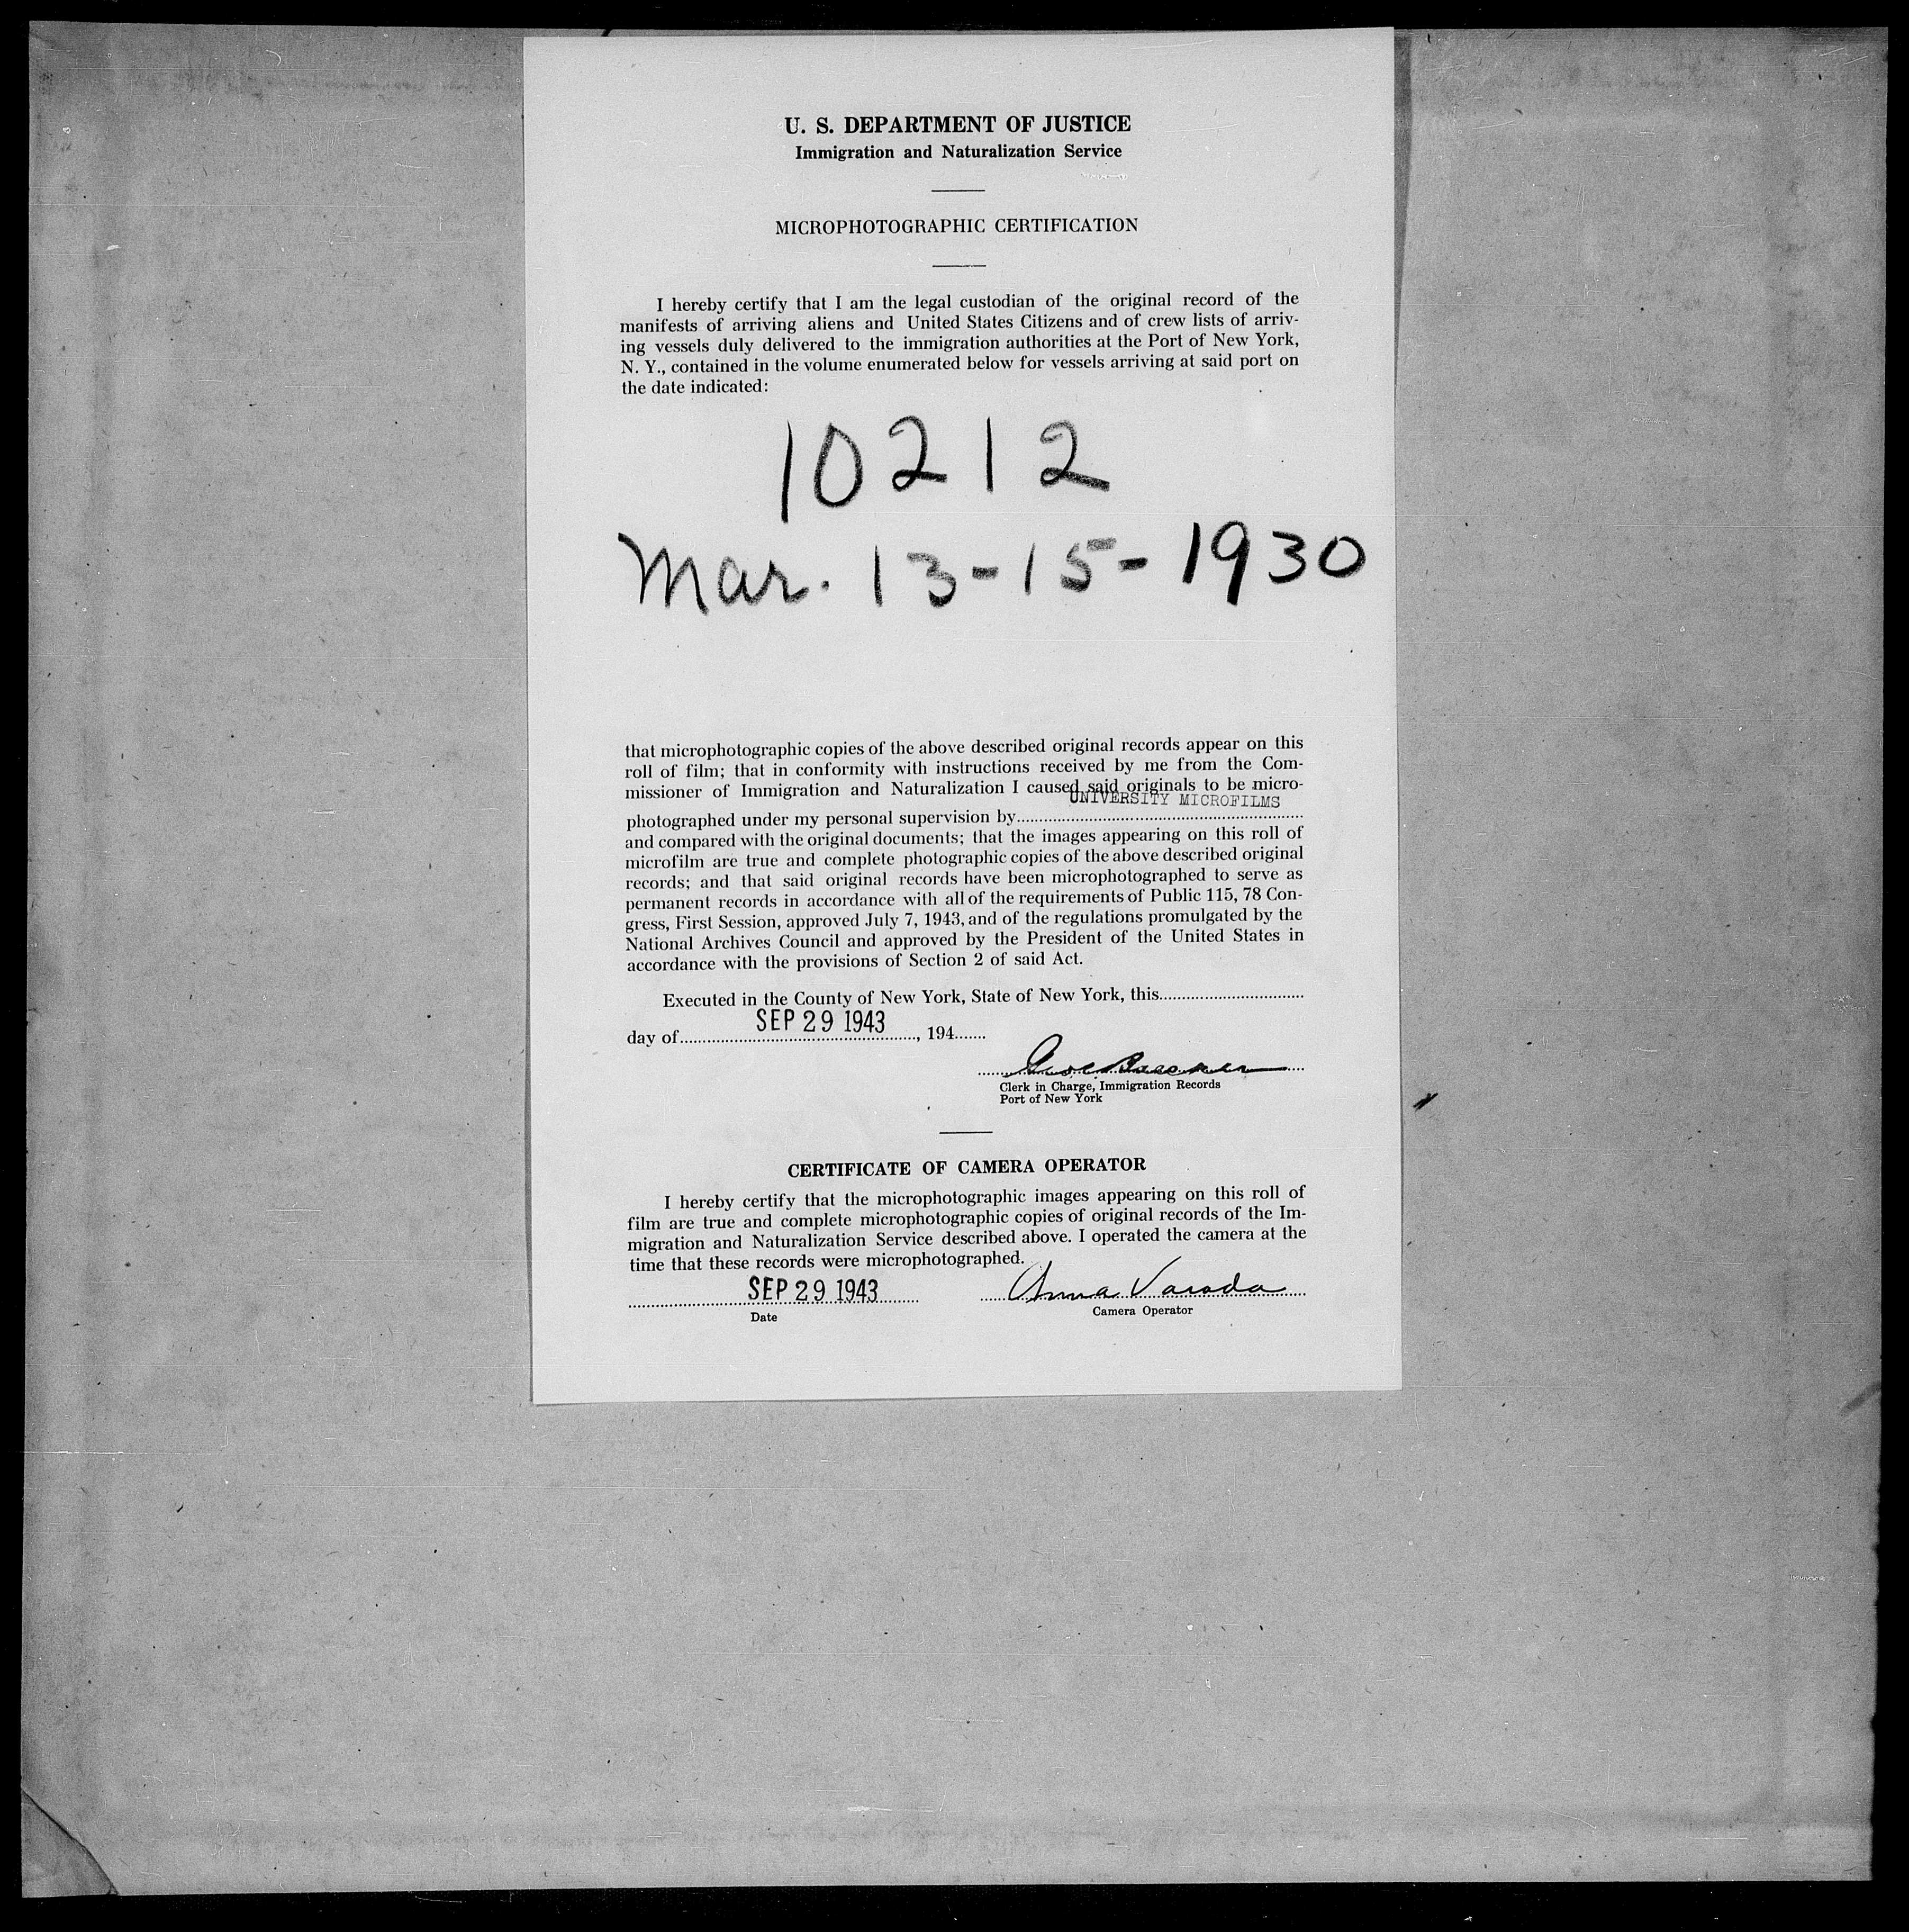 U. S. DEPARTMENT OF JUSTICE
Immigration and Naturalization Service
MICROPHOTOGRAPHIC CERTIFICATION
I hereby certify that I am the legal custodian of the original record of the
manifests of arriving aliens and United States Citizens and of crew lists of arriv-
ing vessels duly delivered to the immigration authorities at the Port of New York,
N. Y., contained in the volume enumerated below for vessels arriving at said port on
the date indicated:
10212
Mar. 13-15-1930
that microphotographic copies of the above described original records appear on this
roll of film; that in conformity with instructions received by me from the Com-
missioner of Immigration and Naturalization I caused said originals to be micro-
UNIVERSITY MICROFILMS
photographed under my personal supervision by
and compared with the original documents; that the images appearing on this roll of
microfilm are true and complete photographic copies of the above described original
records; and that said original records have been microphotographed to serve as
permanent records in accordance with all of the requirements of Public 115, 78 Con-
gress, First Session, approved July 7, 1943, and of the regulations promulgated by the
National Archives Council and approved by the President of the United States in
accordance with the provisions of Section 2 of said Act.
Executed in the County of New York, State of New York, this
day of SEP 29 1943, 194
Clerk in Charge, Immigration Records
Port of New York
CERTIFICATE OF CAMERA OPERATOR
I hereby certify that the microphotographic images appearing on this roll of
film are true and complete microphotographic copies of original records of the Im-
migration and Naturalization Service described above. I operated the camera at the
time that these records were microphotographed.
SEP 29 1943 Anna Varoda
Date Camera Operator